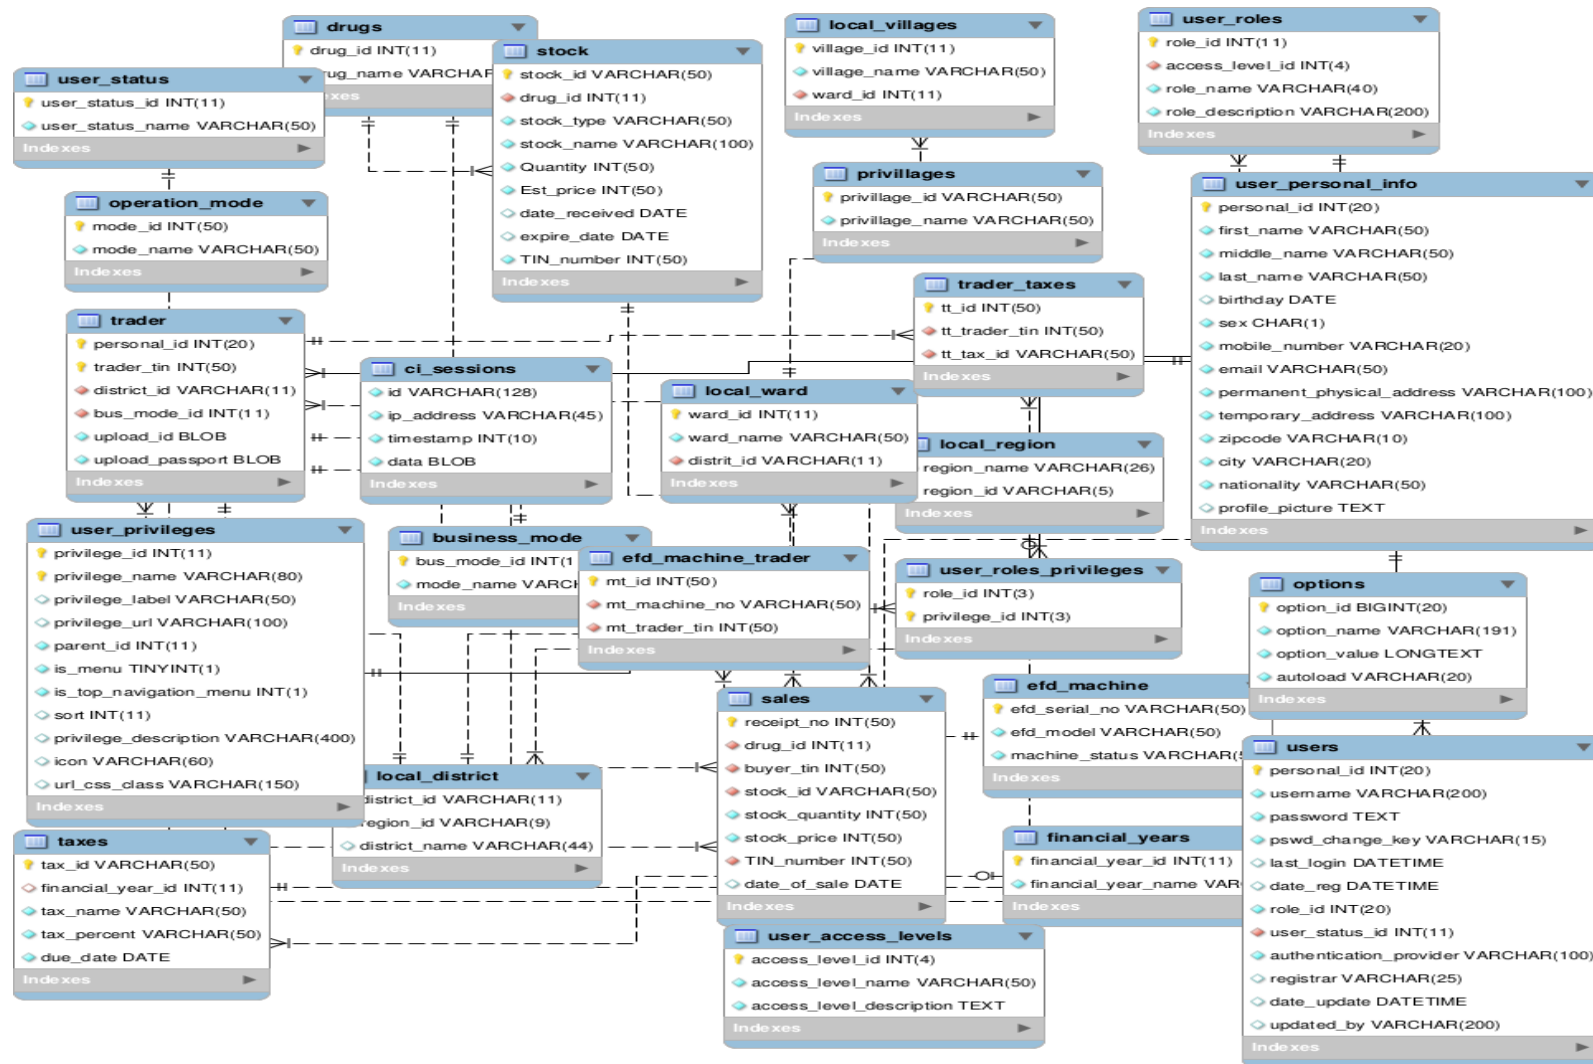 drugs
drug_id INT(11)
stock
stock_id VARCHAR(50)
drug_id INT(11)
stock_type VARCHAR(50)
stock_name VARCHAR(100)
Quantity INT(50)
Est_price INT(50)
date_received DATE
expire_date DATE
TIN_number INT(50)
Indexes
local_villages
village_id INT(11)
village_name VARCHAR(50)
ward_id INT(11)
Indexes
user_roles
role_id INT(11)
access_level_id INT(4)
role_name VARCHAR(40)
role_description VARCHAR(200)
Indexes
user_status
user_status_id INT(11)
user_status_name VARCHAR(50)
Indexes
operation_mode
mode_id INT(50)
mode_name VARCHAR(50)
Indexes
privillages
privillage_id VARCHAR(50)
privillage_name VARCHAR(50)
Indexes
user_personal_info
personal_id INT(20)
first_name VARCHAR(50)
middle_name VARCHAR(50)
last_name VARCHAR(50)
birthday DATE
sex CHAR(1)
mobile_number VARCHAR(20)
email VARCHAR(50)
permanent_physical_address VARCHAR(100)
temporary_address VARCHAR(100)
zipcode VARCHAR(10)
city VARCHAR(20)
nationality VARCHAR(50)
profile_picture TEXT
Indexes
trader_taxes
tt_id INT(50)
tt_trader_tin INT(50)
tt_tax_id VARCHAR(50)
Indexes
trader
personal_id INT(20)
trader_tin INT(50)
district_id VARCHAR(11)
bus_mode_id INT(11)
upload_id BLOB
upload_passport BLOB
Indexes
ci_sessions
id VARCHAR(128)
ip_address VARCHAR(45)
timestamp INT(10)
data BLOB
Indexes
local_ward
ward_id INT(11)
ward_name VARCHAR(50)
distrit_id VARCHAR(11)
Indexes
local_region
region_name VARCHAR(26)
region_id VARCHAR(5)
Indexes
user_privileges
privilege_id INT(11)
privilege_name VARCHAR(80)
privilege_label VARCHAR(50)
privilege_url VARCHAR(100)
parent_id INT(11)
is_menu TINYINT(1)
is_top_navigation_menu INT(1)
sort INT(11)
privilege_description VARCHAR(400)
icon VARCHAR(60)
url_css_class VARCHAR(150)
Indexes
business_mode
bus_mode_id INT(1
mode_name VARCH
Indexes
efd_machine_trader
mt_id INT(50)
mt_machine_no VARCHAR(50)
mt_trader_tin INT(50)
Indexes
user_roles_privileges
role_id INT(3)
privilege_id INT(3)
Indexes
options
option_id BIGINT(20)
option_name VARCHAR(191)
option_value LONGTEXT
autoload VARCHAR(20)
Indexes
efd_machine
efd_serial_no VARCHAR(50)
efd_model VARCHAR(50)
machine_status VARCHAR(
Indexes
sales
receipt_no INT(50)
drug_id INT(11)
buyer_tin INT(50)
stock_id VARCHAR(50)
stock_quantity INT(50)
stock_price INT(50)
TIN_number INT(50)
date_of_sale DATE
Indexes
users
personal_id INT(20)
username VARCHAR(200)
password TEXT
pswd_change_key VARCHAR(15)
last_login DATETIME
date_reg DATETIME
role_id INT(20)
user_status_id INT(11)
authentication_provider VARCHAR(100)
registrar VARCHAR(25)
date_update DATETIME
updated_by VARCHAR(200)
Indexes
local_district
district_id VARCHAR(11)
region_id VARCHAR(9)
district_name VARCHAR(44)
Indexes
taxes
tax_id VARCHAR(50)
financial_year_id INT(11)
tax_name VARCHAR(50)
tax_percent VARCHAR(50)
due_date DATE
Indexes
financial_years
financial_year_id INT(11)
financial_year_name VAR
Indexes
user_access_levels
access_level_id INT(4)
access_level_name VARCHAR(50)
access_level_description TEXT
Indexes